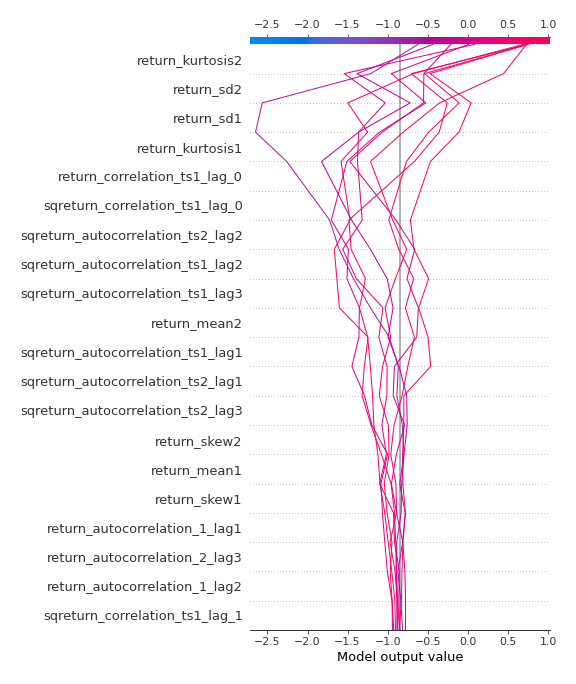 −2.5 −2.0 −1.5 −1.0 −0.5 0.0 0.5 1.0
return_kurtosis2
return_sd2
return_sd1
return_kurtosis1
return_correlation_ts1_lag_0
sqreturn_correlation_ts1_lag_0
sqreturn_autocorrelation_ts2_lag2
sqreturn_autocorrelation_ts1_lag2
sqreturn_autocorrelation_ts1_lag3
return_mean2
sqreturn_autocorrelation_ts1_lag1
sqreturn_autocorrelation_ts2_lag1
sqreturn_autocorrelation_ts2_lag3
return_skew2
return_mean1
return_skew1
return_autocorrelation_1_lag1
return_autocorrelation_2_lag3
return_autocorrelation_1_lag2
sqreturn_correlation_ts1_lag_1
−2.5 −2.0 −1.5 −1.0 −0.5 0.0 0.5 1.0
Model output value